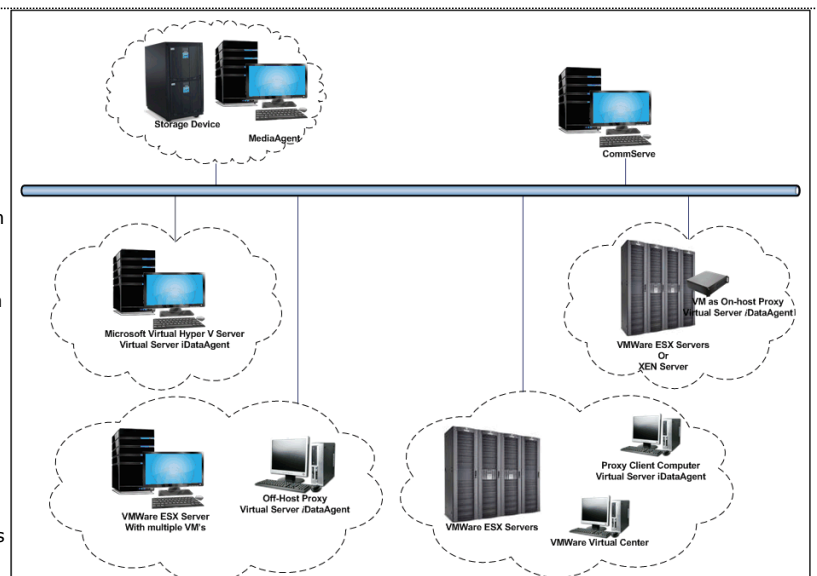 Storage Device
MediaAgent
CommServe
Microsoft Virtual Hyper V Server
Virtual Server iDataAgent
VM as On-host Proxy
Virtual Server iDataAgent
VMWare ESX Servers
Or
XEN Server
VMWare ESX Server
With multiple VM's
Off-Host Proxy
Virtual Server iDataAgent
VMWare ESX Servers
Proxy Client Computer
Virtual Server iDataAgent
VMWare Virtual Center